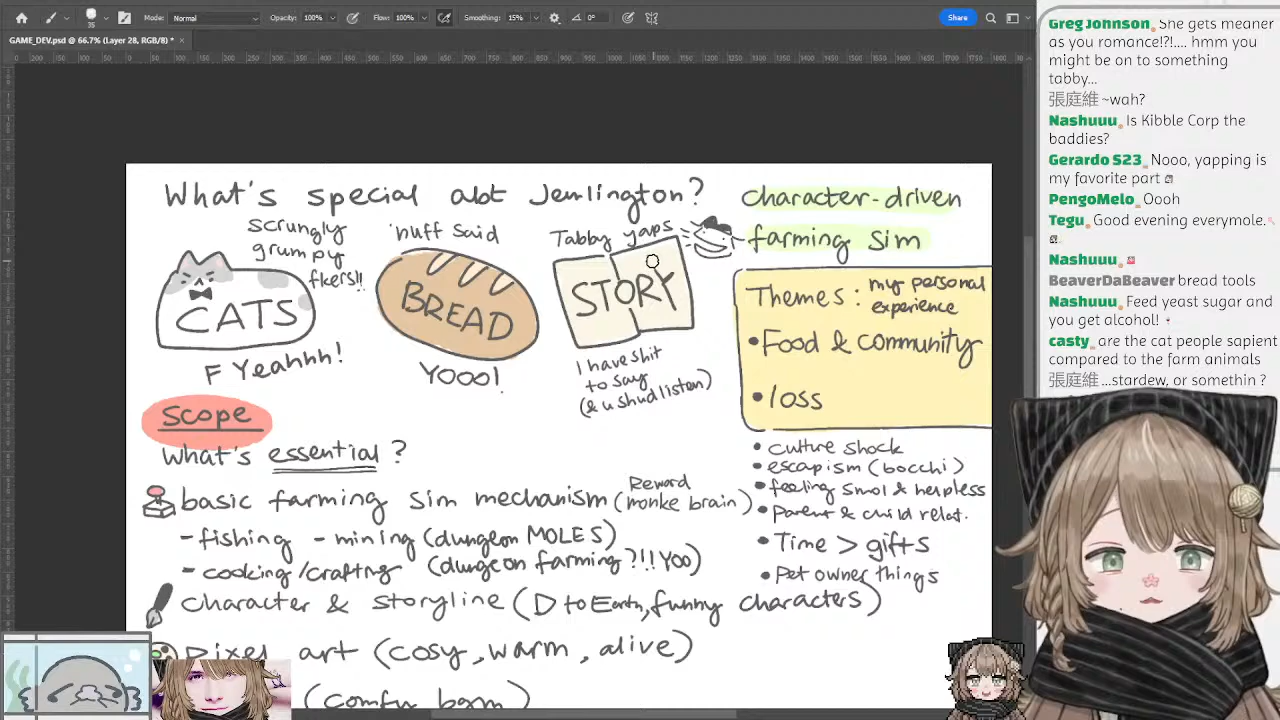 Mode: Normal Opacity: 100% Flow: 100% Smoothing: 15% 0° Share
35
GAME_DEV.psd @ 66.7% (Layer 28, RGB/8) *
What's special abt Jemlington?
character-driven
farming sim
scrungly
grumpy
fkers!!
CATS
F Yeahhh!
'nuff said
BREAD
YOOO!
Tabby yaps
STORY
I have shit
to say
(& u shud listen)
Themes: my personal
experience
• Food & community
• loss
• culture shock
• escapism (bocchi)
• feeling smol & helpless
• Parent & child relat.
• Time > gifts
• Pet owner things
scope
What's essential?
basic farming sim mechanism (Reward
monke brain)
- fishing - mining (dungeon MOLES)
- cooking/crafting (dungeon farming?!!YOO)
character & storyline (D to Earth, funny characters)
pixel art (cosy, warm, alive)
(comfy bgm)
Greg Johnson She gets meaner
as you romance!?!.... hmm you
might be on to something
tabby...
張庭維 ~wah?
Nashuuu Is Kibble Corp the
baddies?
Gerardo S23 Nooo, yapping is
my favorite part
PengoMelo Oooh
Tegu Good evening everymole.
Nashuuu
BeaverDaBeaver bread tools
Nashuuu Feed yeast sugar and
you get alcohol!
casty are the cat people sapient
compared to the farm animals
張庭維 ...stardew, or somethin ?